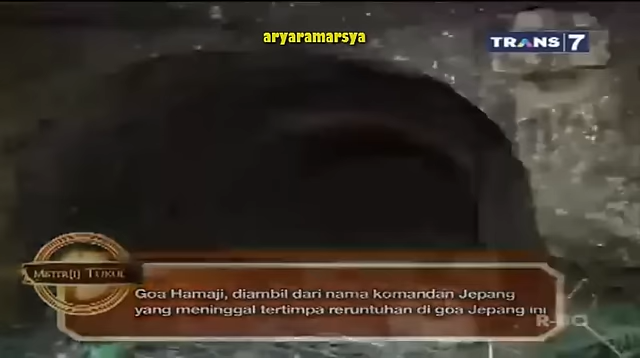 aryaramarsya
TRANS 7
MISTER[I] TUKUL
Goa Hamaji, diambil dari nama komandan Jepang
yang meninggal tertimpa reruntuhan di goa Jepang ini
R-BO